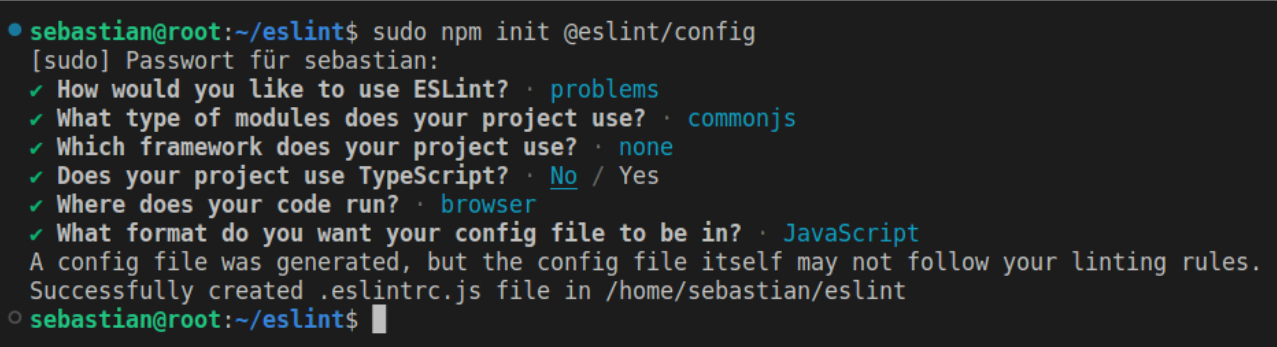 sebastian@root:~/eslint$ sudo npm init @eslint/config
[sudo] Passwort für sebastian:
✔ How would you like to use ESLint? · problems
✔ What type of modules does your project use? · commonjs
✔ Which framework does your project use? · none
✔ Does your project use TypeScript? · No / Yes
✔ Where does your code run? · browser
✔ What format do you want your config file to be in? · JavaScript
A config file was generated, but the config file itself may not follow your linting rules.
Successfully created .eslintrc.js file in /home/sebastian/eslint
sebastian@root:~/eslint$